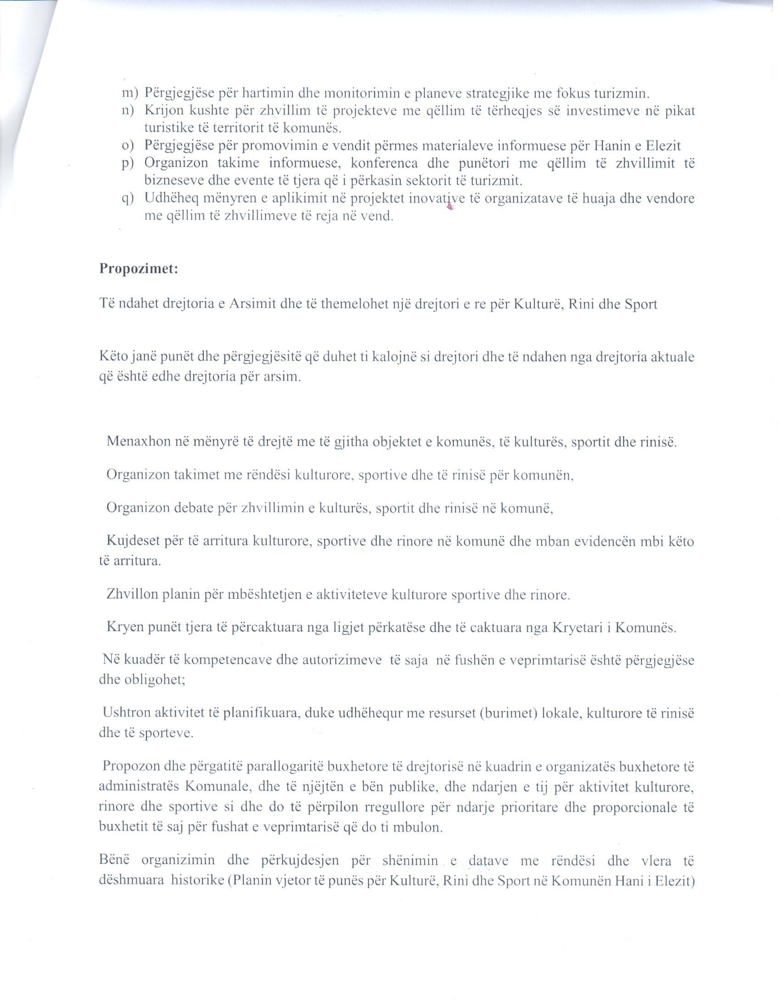 m) Përgjegjëse për hartimin dhe monitorimin e planeve strategjike me fokus turizmin.
n) Krijon kushte për zhvillim të projekteve me qëllim të tërheqjes së investimeve në pikat
turistike të territorit të komunës.
o) Përgjegjëse për promovimin e vendit përmes materialeve informuese për Hanin e Elezit
p) Organizon takime informuese, konferenca dhe punëtori me qëllim të zhvillimit të
bizneseve dhe evente të tjera që i përkasin sektorit të turizmit.
q) Udhëheq mënyren e aplikimit në projektet inovative të organizatave të huaja dhe vendore
me qëllim të zhvillimeve të reja në vend.
Propozimet:
Të ndahet drejtoria e Arsimit dhe të themelohet një drejtori e re për Kulturë, Rini dhe Sport
Këto janë punët dhe përgjegjësitë që duhet ti kalojnë si drejtori dhe të ndahen nga drejtoria aktuale
që është edhe drejtoria për arsim.
Menaxhon në mënyrë të drejtë me të gjitha objektet e komunës, të kulturës, sportit dhe rinisë.
Organizon takimet me rëndësi kulturore, sportive dhe të rinisë për komunën,
Organizon debate për zhvillimin e kulturës, sportit dhe rinisë në komunë,
Kujdeset për të arritura kulturore, sportive dhe rinore në komunë dhe mban evidencën mbi këto
të arritura.
Zhvillon planin për mbështetjen e aktiviteteve kulturore sportive dhe rinore.
Kryen punët tjera të përcaktuara nga ligjet përkatëse dhe të caktuara nga Kryetari i Komunës.
Në kuadër të kompetencave dhe autorizimeve të saja në fushën e veprimtarisë është përgjegjëse
dhe obligohet;
Ushtron aktivitet të planifikuara, duke udhëhequr me resurset (burimet) lokale, kulturore të rinisë
dhe të sporteve.
Propozon dhe përgatitë parallogaritë buxhetore të drejtorisë në kuadrin e organizatës buxhetore të
administratës Komunale, dhe të njëjtën e bën publike, dhe ndarjen e tij për aktivitet kulturore,
rinore dhe sportive si dhe do të përpilon rregullore për ndarje prioritare dhe proporcionale të
buxhetit të saj për fushat e veprimtarisë që do ti mbulon.
Bënë organizimin dhe përkujdesjen për shënimin e datave me rëndësi dhe vlera të
dëshmuara historike (Planin vjetor të punës për Kulturë, Rini dhe Sport në Komunën Hani i Elezit)